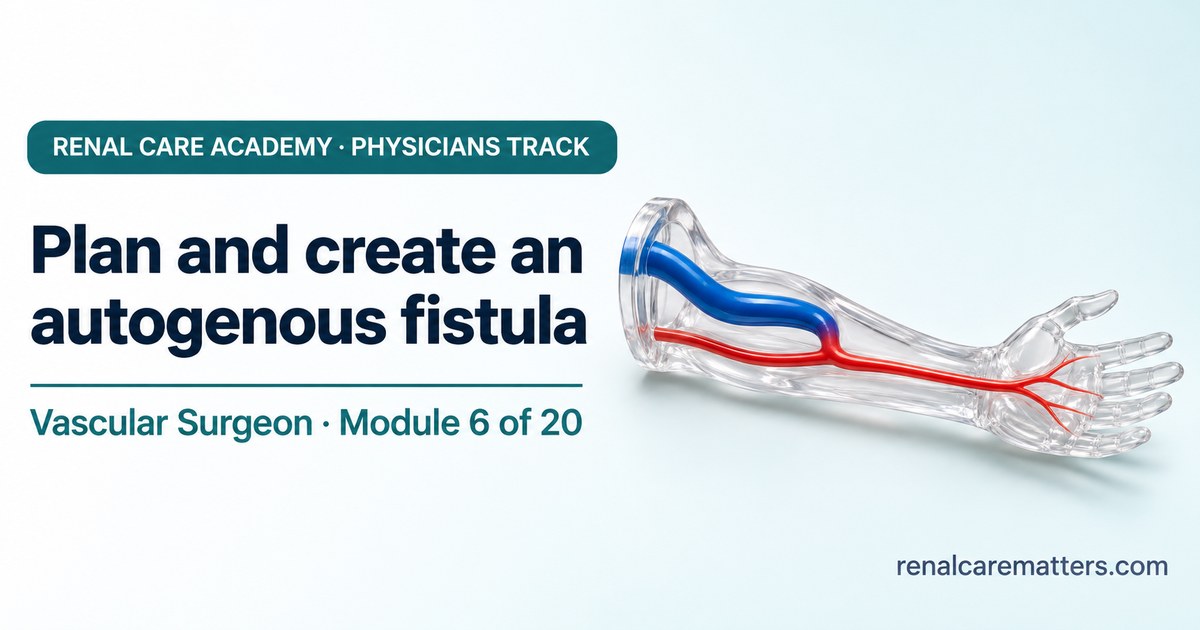 RENAL CARE ACADEMY · PHYSICIANS TRACK
Plan and create an
autogenous fistula
Vascular Surgeon · Module 6 of 20
renalcarematters.com